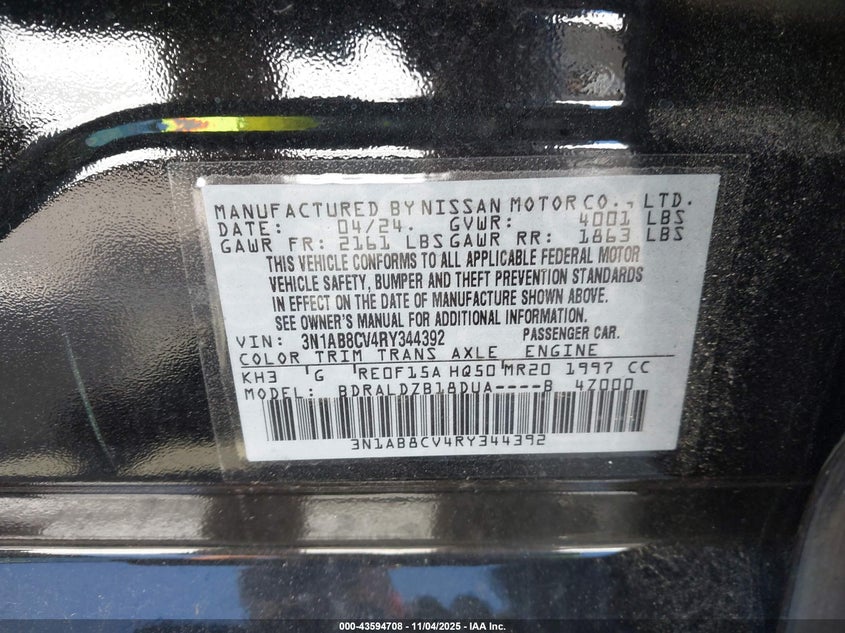 MANUFACTURED BY NISSAN MOTOR CO., LTD.
DATE: 04/24. GVWR: 4001 LBS
GAWR FR: 2161 LBS GAWR RR: 1863 LBS
THIS VEHICLE CONFORMS TO ALL APPLICABLE FEDERAL MOTOR
VEHICLE SAFETY, BUMPER AND THEFT PREVENTION STANDARDS
IN EFFECT ON THE DATE OF MANUFACTURE SHOWN ABOVE.
SEE OWNER'S MANUAL FOR ADDITIONAL INFORMATION.
VIN: 3N1AB8CV4RY344392 PASSENGER CAR.
COLOR TRIM TRANS AXLE ENGINE
KH3 G RE0F15A HQ50 MR20 1997 CC
MODEL: BDRALDZB18DUA----B 4Z000
3N1AB8CV4RY344392
000-43594708 - 11/04/2025 - IAA Inc.